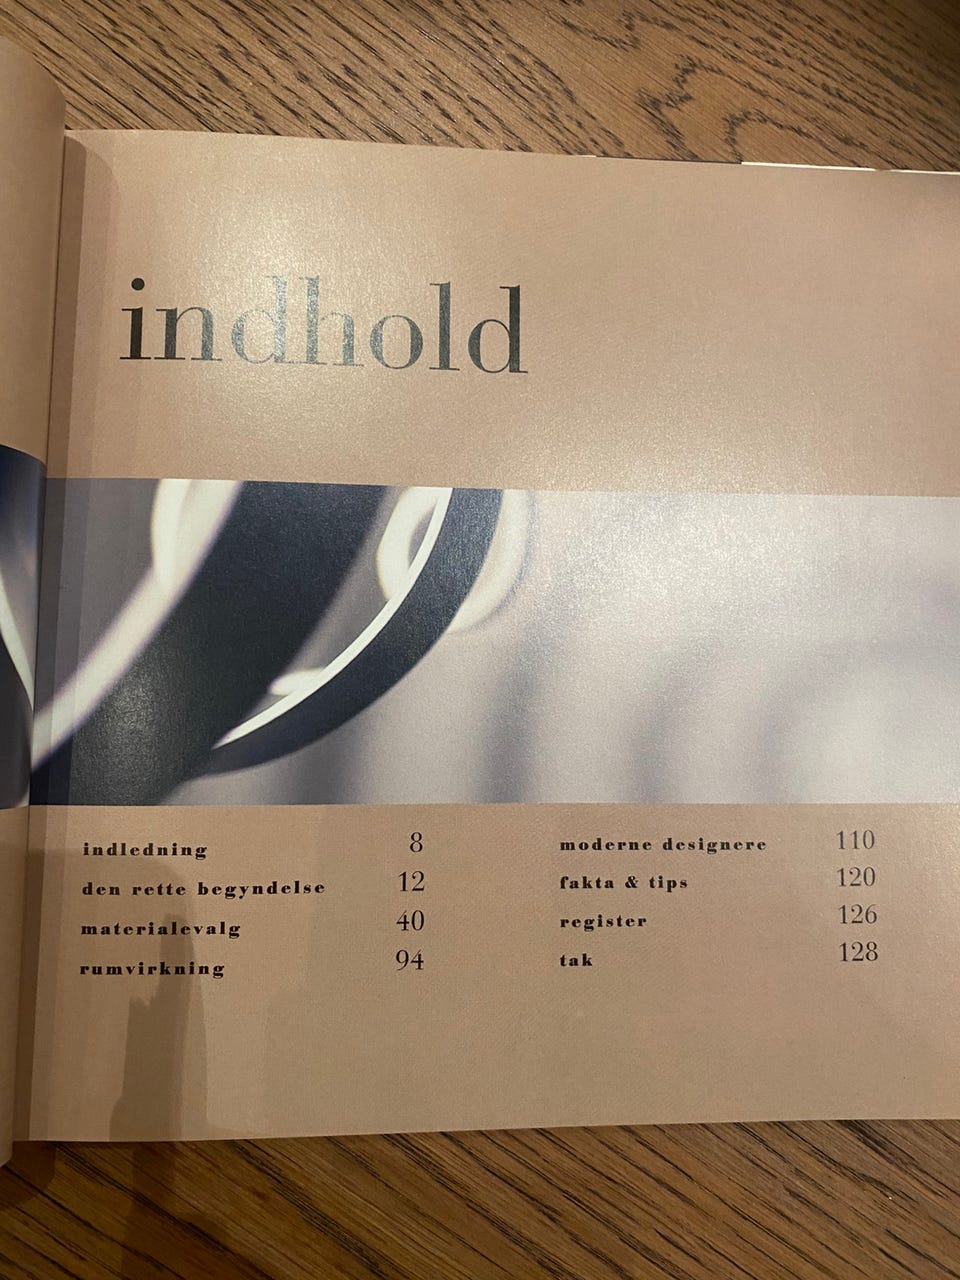 indhold
indledning 8
den rette begyndelse 12
materialevalg 40
rumvirkning 94
moderne designere 110
fakta & tips 120
register 126
tak 128